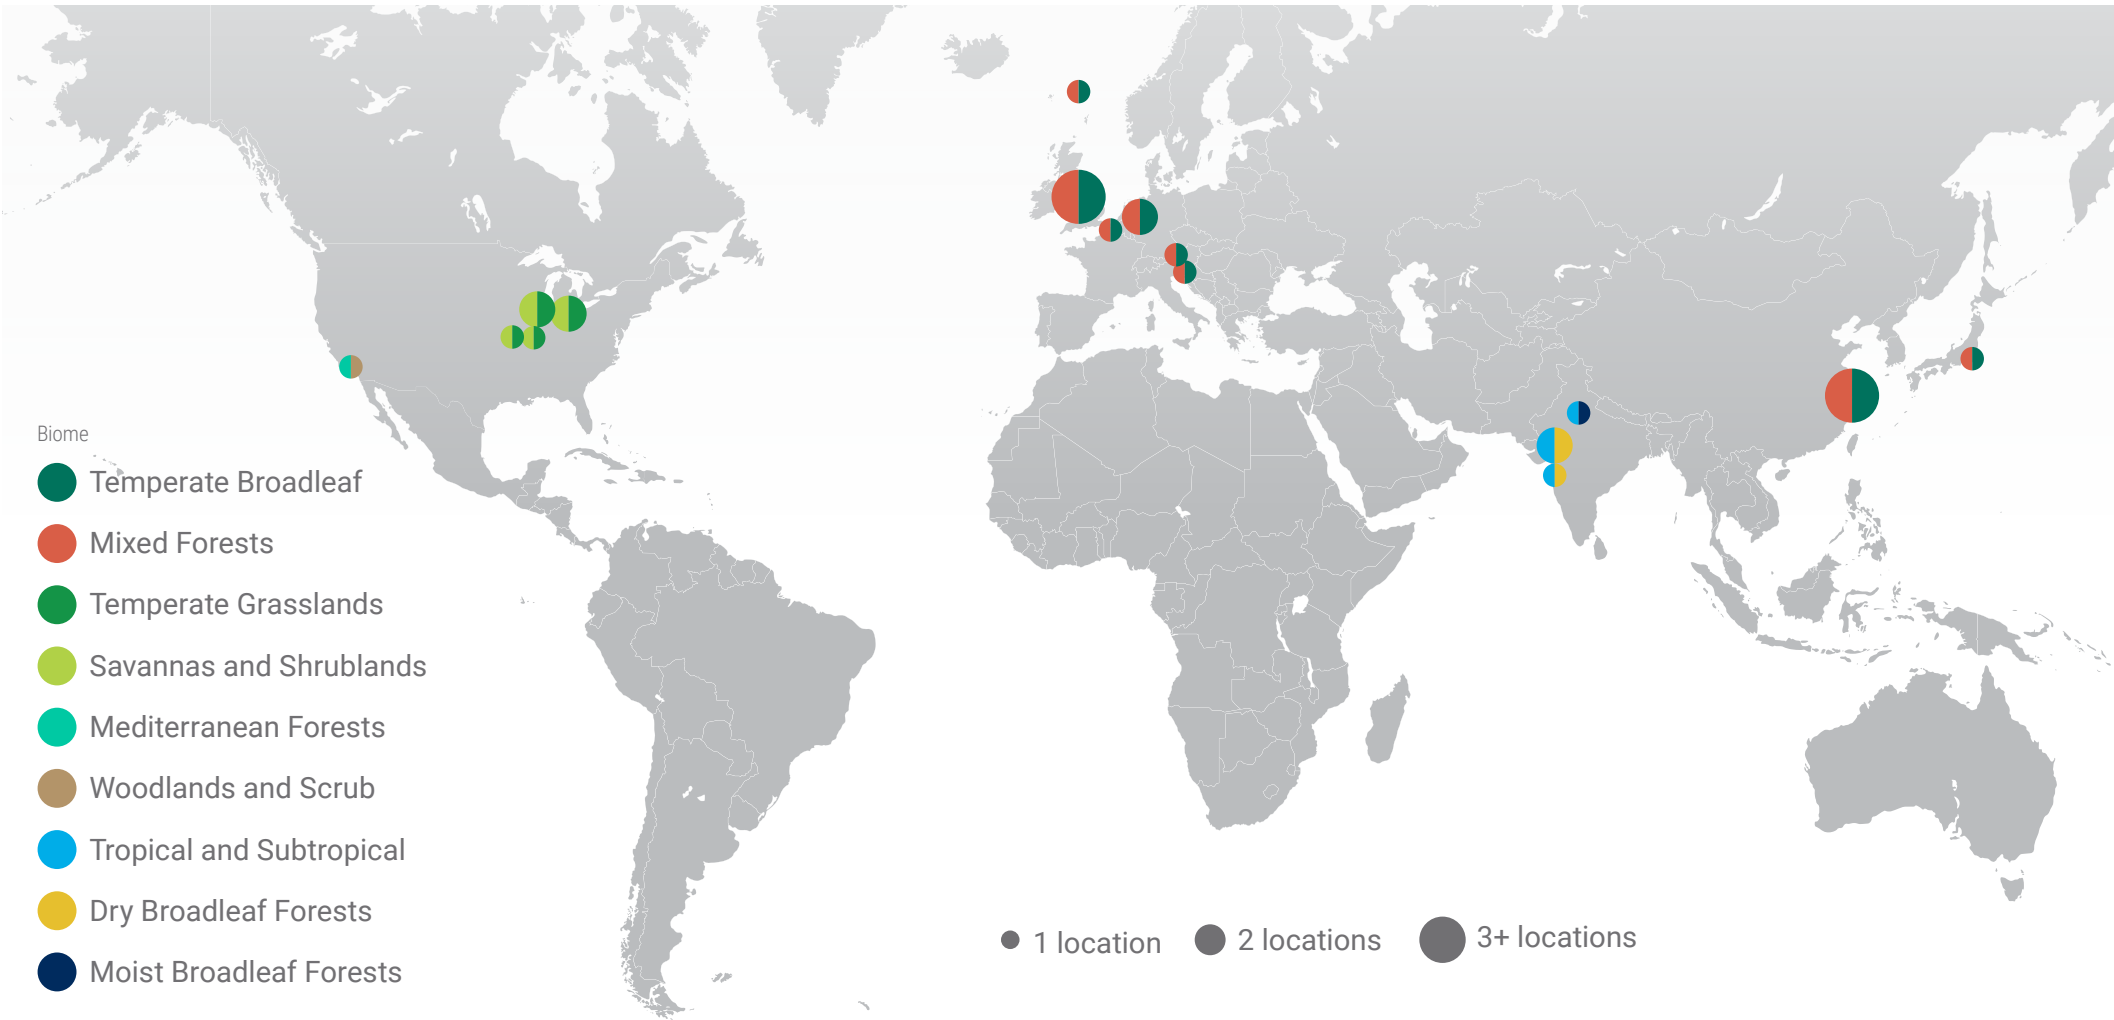 Biome
Temperate Broadleaf
Mixed Forests
Temperate Grasslands
Savannas and Shrublands
Mediterranean Forests
Woodlands and Scrub
Tropical and Subtropical
Dry Broadleaf Forests
Moist Broadleaf Forests
1 location
2 locations
3+ locations